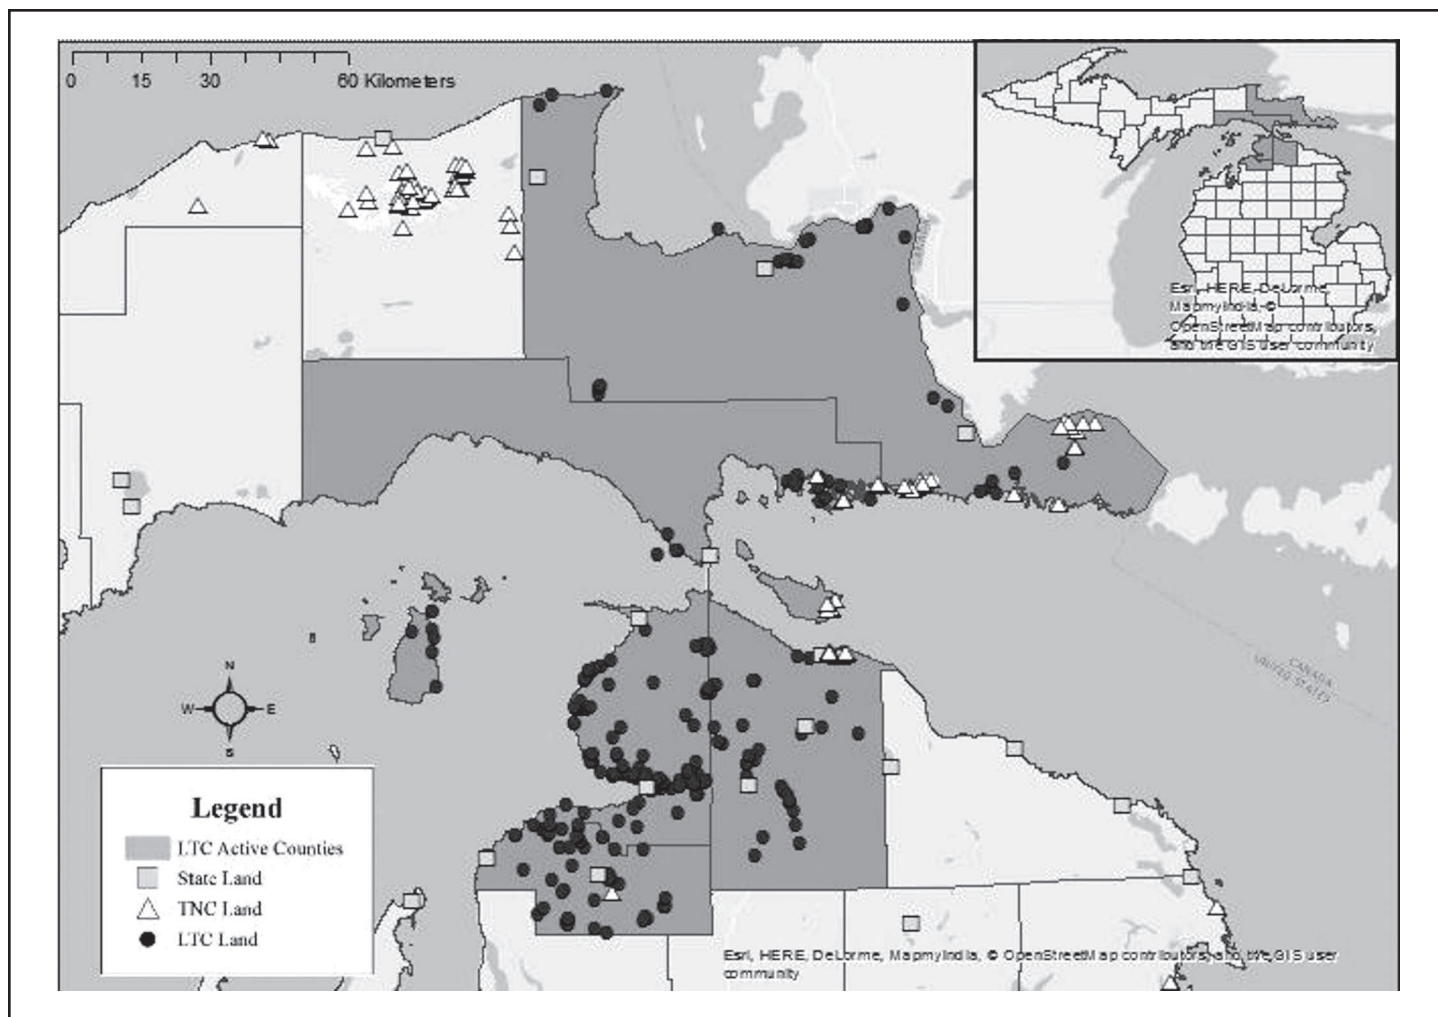 0 15 30 60 Kilometers
Esri, HERE, DeLorme,
MapmyIndia, ©
OpenStreetMap contributors,
and the GIS user community
CANADA
UNITED STATES
N
W E
S
Legend
LTC Active Counties
State Land
TNC Land
LTC Land
Esri, HERE, DeLorme, MapmyIndia, © OpenStreetMap contributors, and the GIS user
community